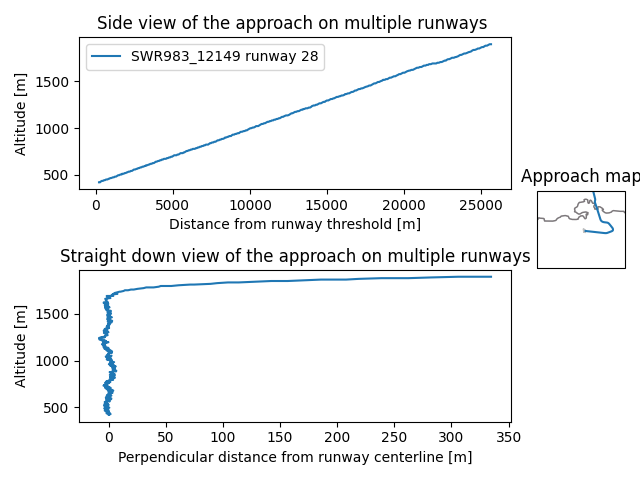 Side view of the approach on multiple runways
SWR983_12149 runway 28
Altitude [m]
1500
1000
500
0
5000
10000
15000
20000
25000
Distance from runway threshold [m]
Approach map
Straight down view of the approach on multiple runways
Altitude [m]
1500
1000
500
0
50
100
150
200
250
300
350
Perpendicular distance from runway centerline [m]